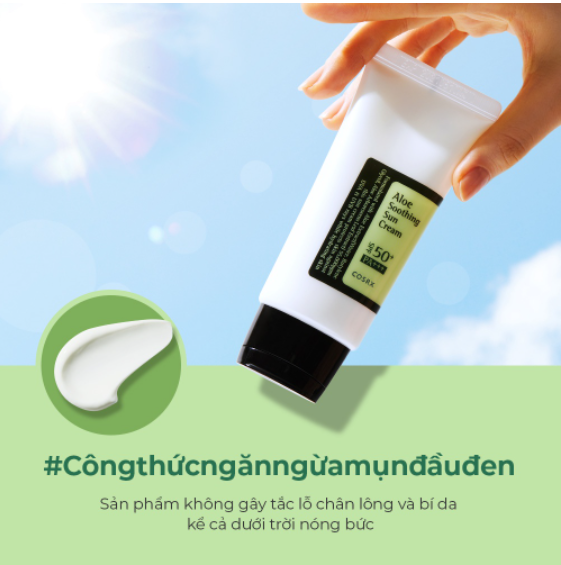 Aloe
Soothing
Sun
Cream
SPF 50+
PA+++
COSRX
#Côngthứcngănngừamụnđầuđen
Sản phẩm không gây tắc lỗ chân lông và bí da
kể cả dưới trời nóng bức